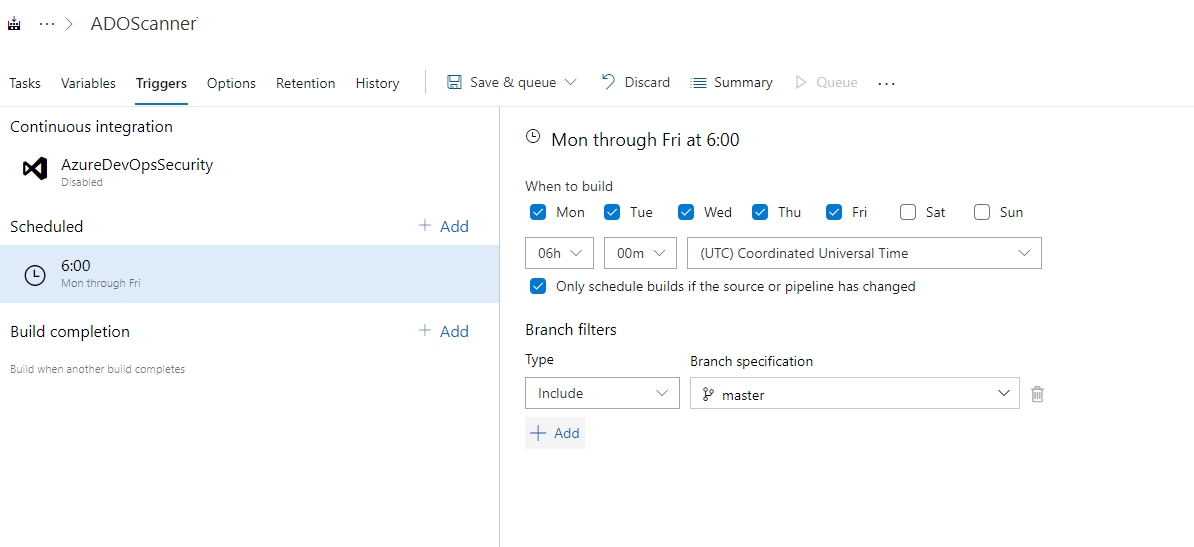 ··· > ADOScanner
Tasks Variables Triggers Options Retention History Save & queue Discard Summary Queue ...
Continuous integration
AzureDevOpsSecurity
Disabled
Scheduled + Add
6:00
Mon through Fri
Build completion + Add
Build when another build completes
Mon through Fri at 6:00
When to build
Mon Tue Wed Thu Fri Sat Sun
06h 00m (UTC) Coordinated Universal Time
Only schedule builds if the source or pipeline has changed
Branch filters
Type Branch specification
Include master
+ Add